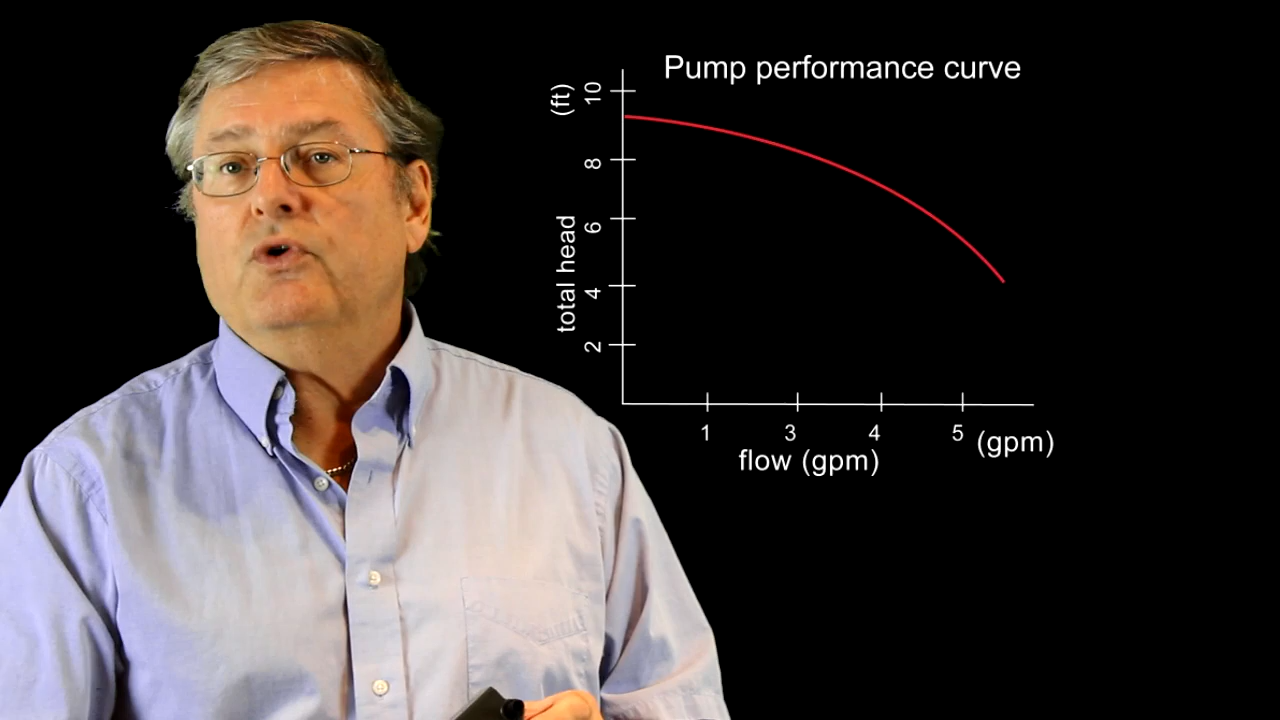 Pump performance curve
(ft)
10
8
6
4
2
total head
1 3 4 5 (gpm)
flow (gpm)